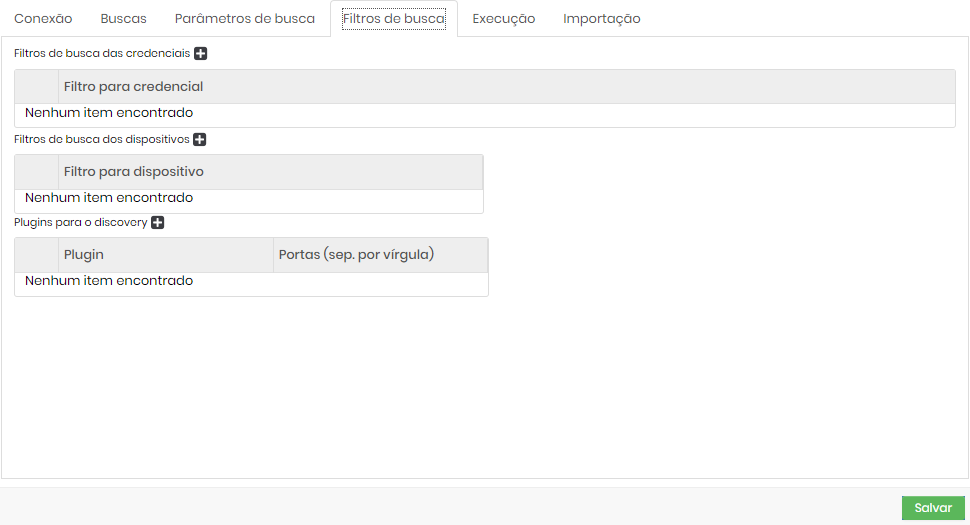 Conexão Buscas Parâmetros de busca Filtros de busca Execução Importação
Filtros de busca das credenciais
Filtro para credencial
Nenhum item encontrado
Filtros de busca dos dispositivos
Filtro para dispositivo
Nenhum item encontrado
Plugins para o discovery
Plugin Portas (sep. por vírgula)
Nenhum item encontrado
Salvar